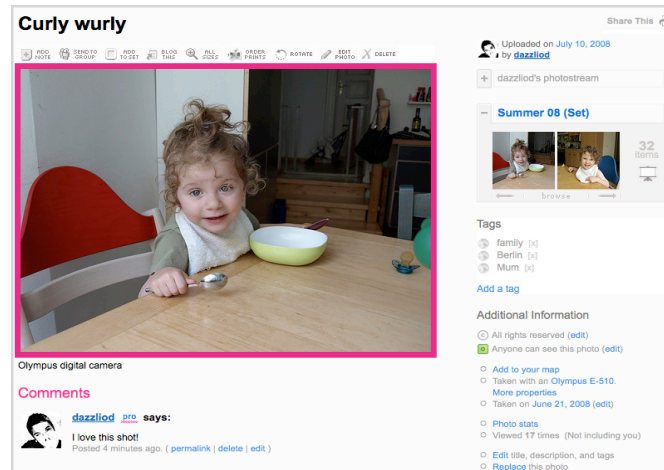 Curly wurly
Share This
ADD NOTE
SEND TO GROUP
ADD TO SET
BLOG THIS
ALL SIZES
ORDER PRINTS
ROTATE
EDIT PHOTO
DELETE
Olympus digital camera
Comments
dazzliod pro says:
I love this shot!
Posted 4 minutes ago. ( permalink | delete | edit )
Uploaded on July 10, 2008
by dazzliod
+ dazzliod's photostream
– Summer 08 (Set)
32
items
browse
Tags
family [x]
Berlin [x]
Mum [x]
Add a tag
Additional Information
© All rights reserved (edit)
Anyone can see this photo (edit)
Add to your map
Taken with an Olympus E-510.
More properties
Taken on June 21, 2008 (edit)
Photo stats
Viewed 17 times (Not including you)
Edit title, description, and tags
Replace this photo